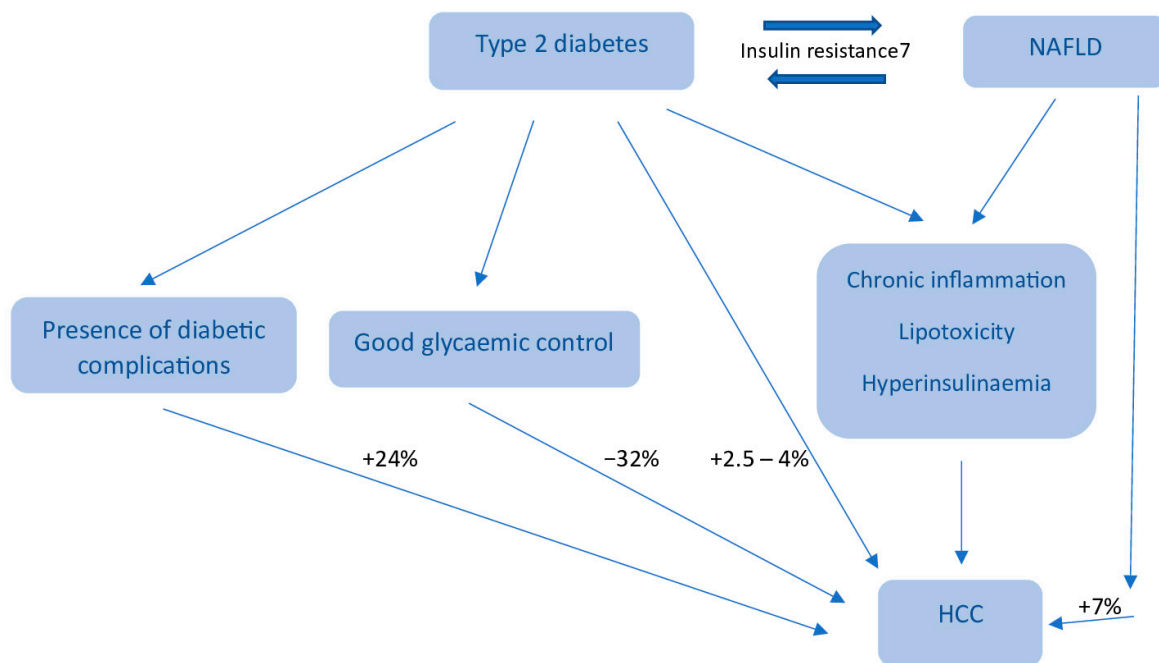 Type 2 diabetes
Insulin resistance7
NAFLD
Chronic inflammation
Lipotoxicity
Hyperinsulinaemia
Presence of diabetic
complications
Good glycaemic control
+24%
−32%
+2.5 – 4%
HCC
+7%